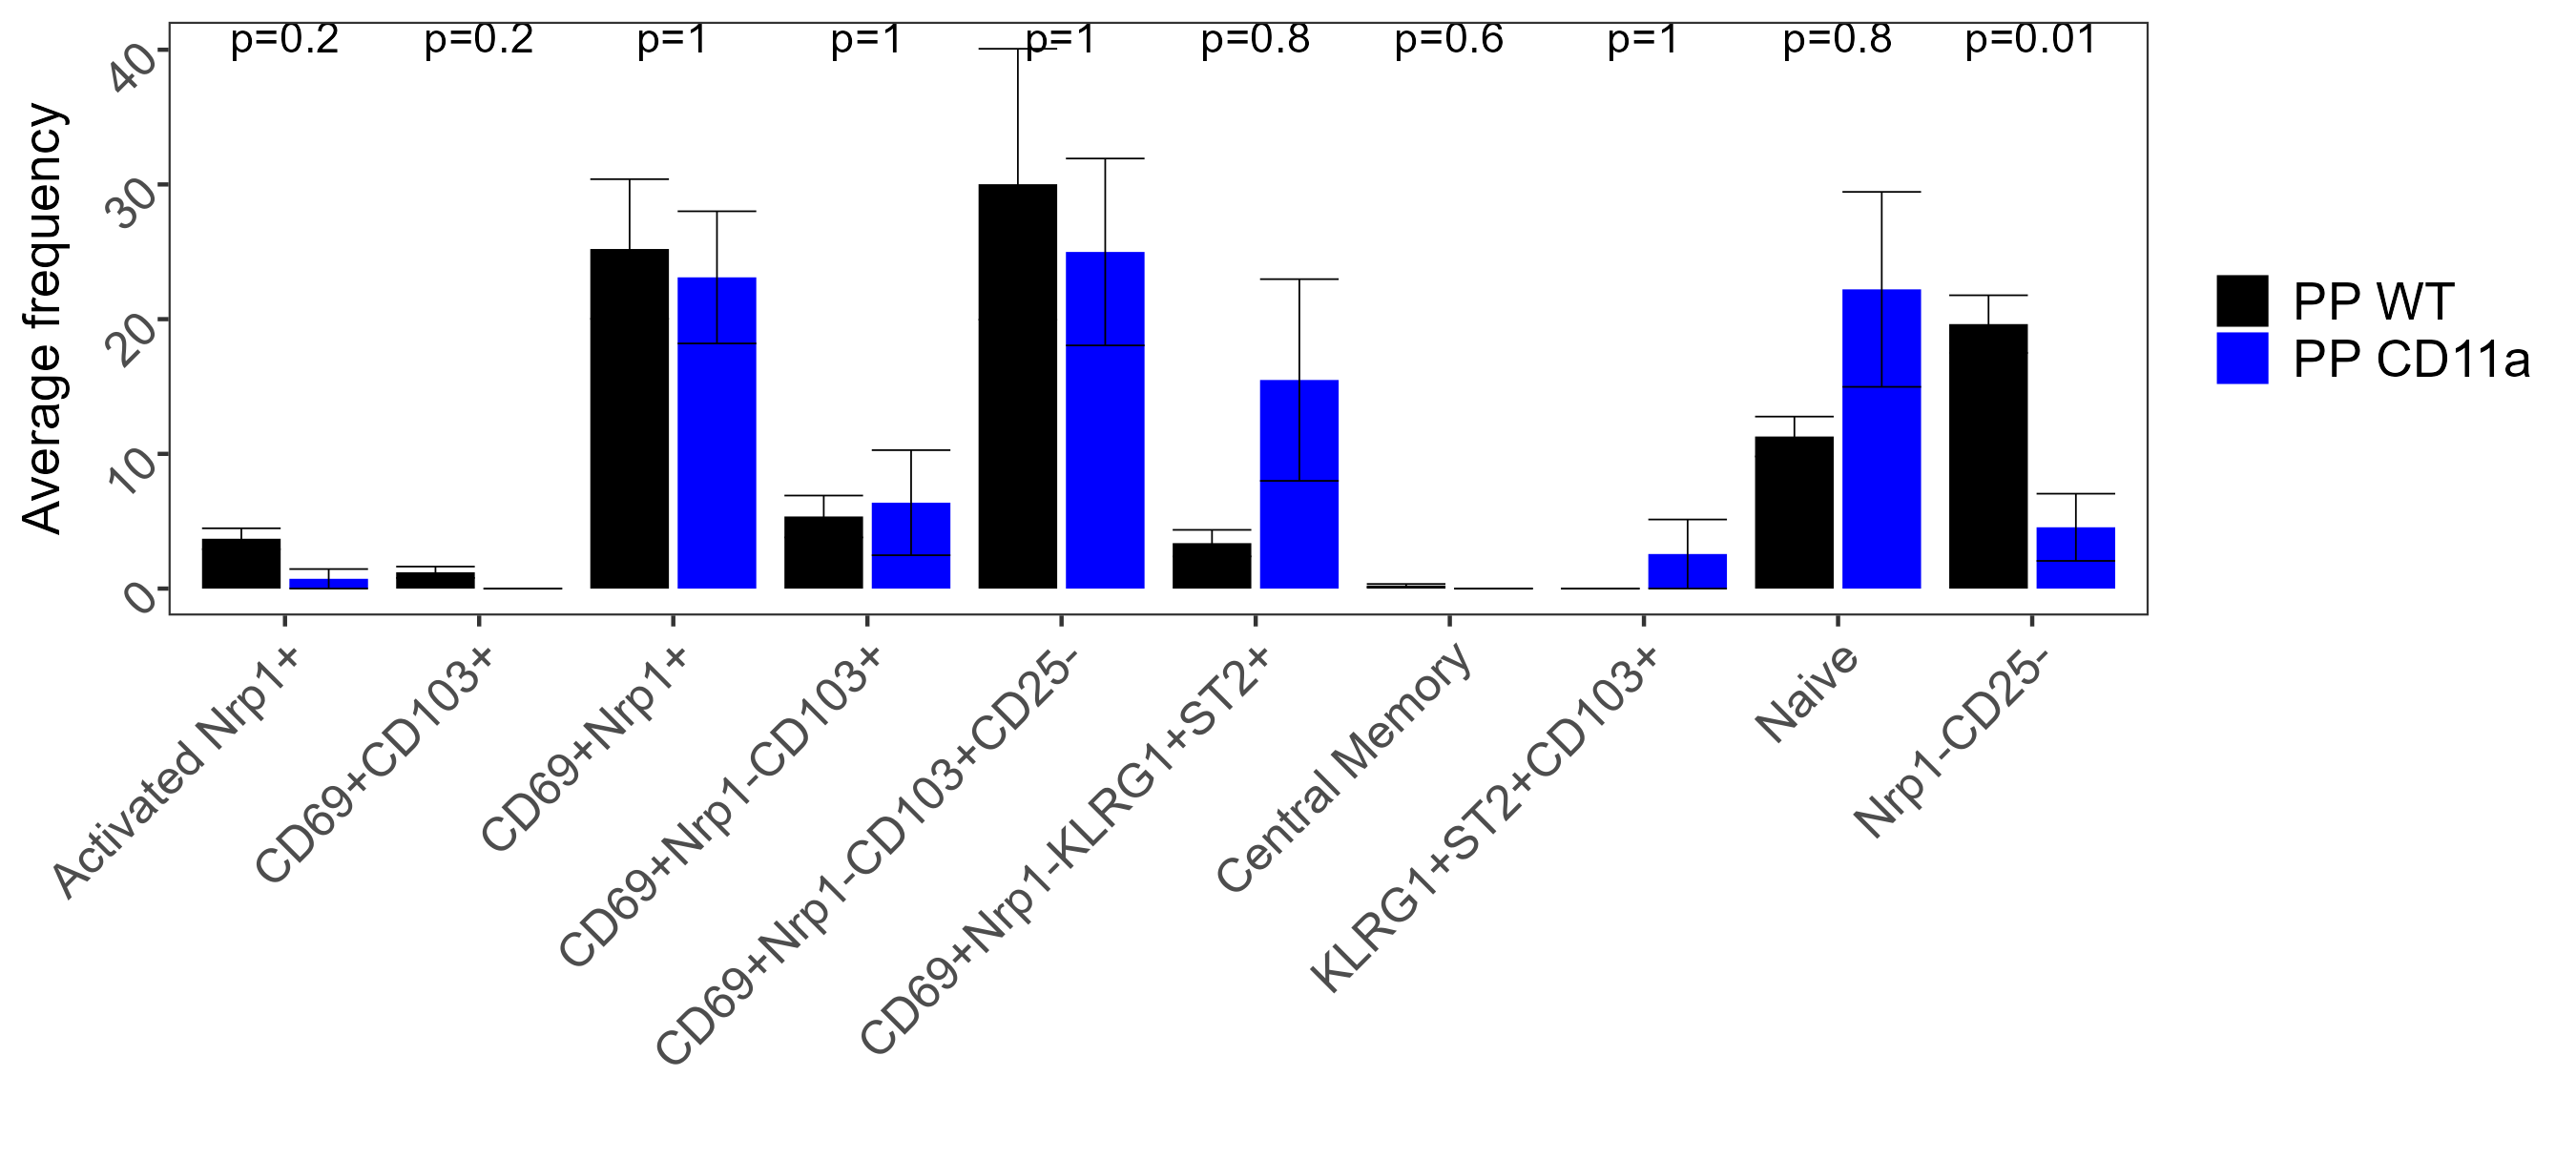 p=0.2 p=0.2 p=1 p=1 p=1 p=0.8 p=0.6 p=1 p=0.8 p=0.01
Average frequency
40
30
20
10
0
PP WT
PP CD11a
Activated Nrp1+
CD69+CD103+
CD69+Nrp1+
CD69+Nrp1-CD103+
CD69+Nrp1-CD103+CD25-
CD69+Nrp1-KLRG1+ST2+
Central Memory
KLRG1+ST2+CD103+
Naive
Nrp1-CD25-